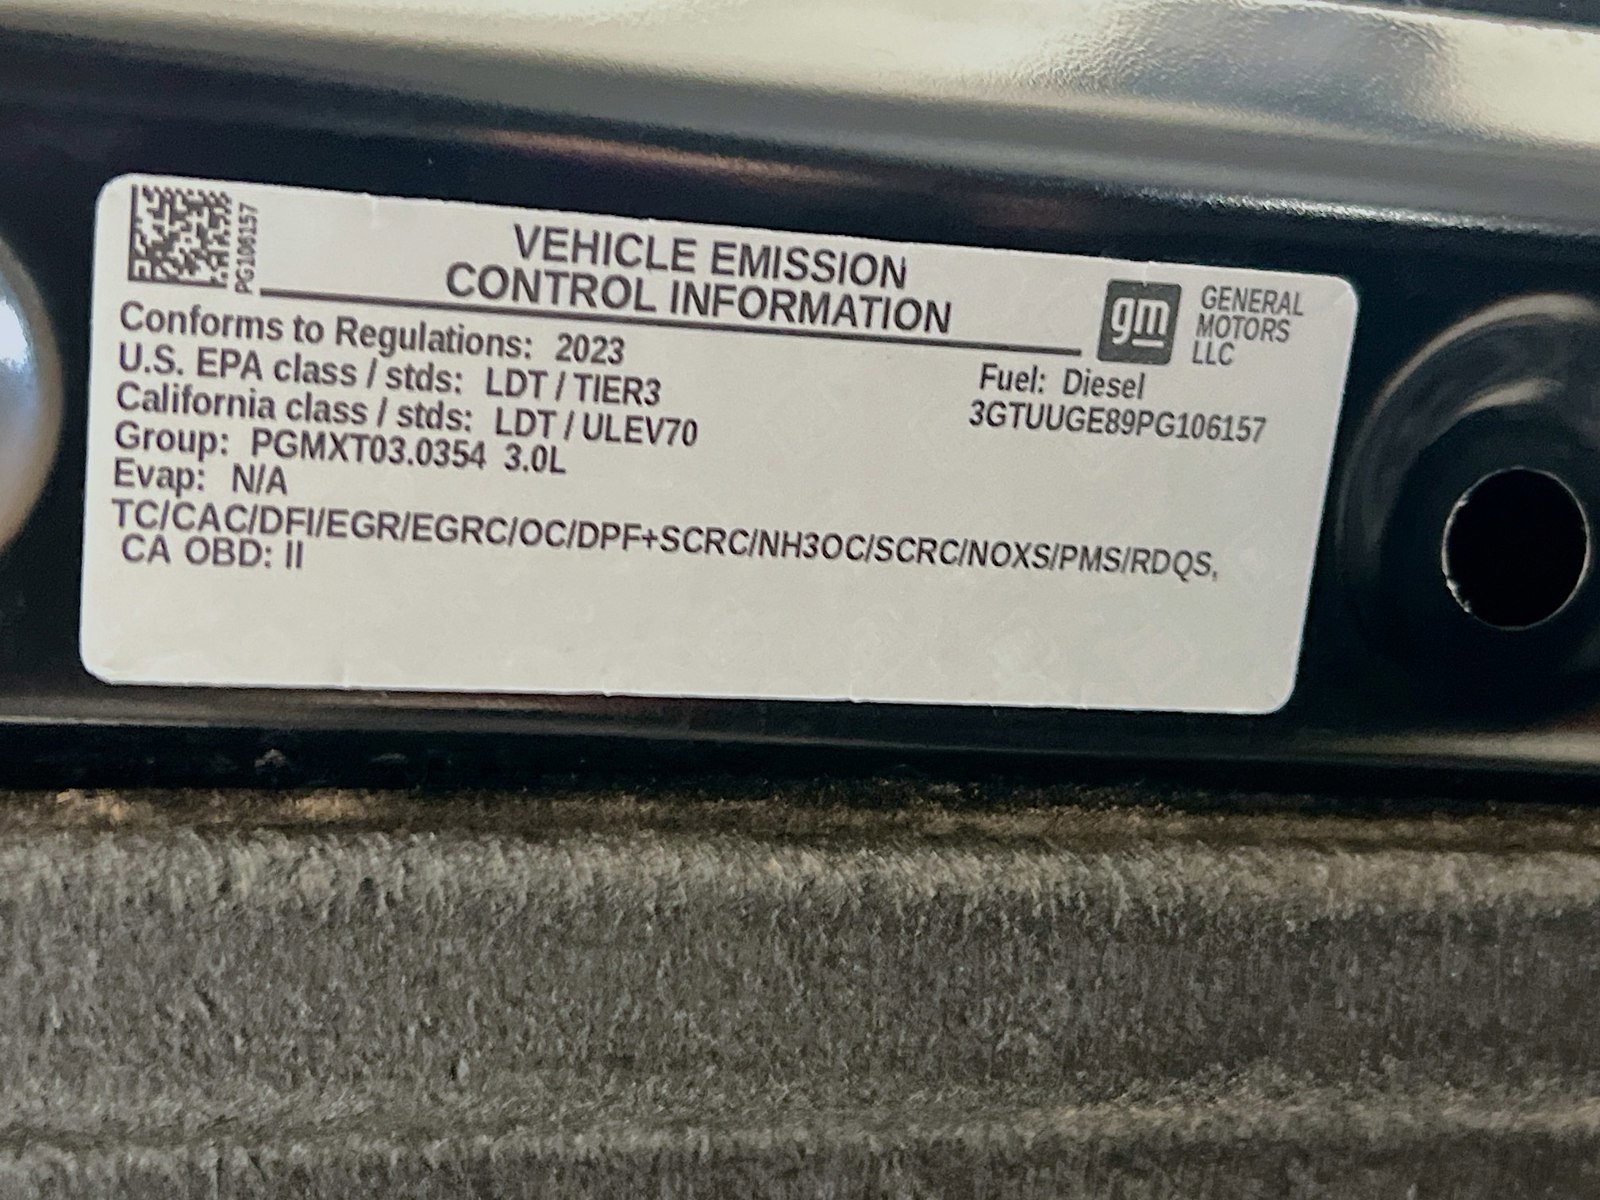 PG106157
VEHICLE EMISSION
CONTROL INFORMATION
gm
GENERAL
MOTORS
LLC
Conforms to Regulations: 2023
U.S. EPA class / stds: LDT / TIER3
California class / stds: LDT / ULEV70
Group: PGMXT03.0354 3.0L
Evap: N/A
Fuel: Diesel
3GTUUGE89PG106157
TC/CAC/DFI/EGR/EGRC/OC/DPF+SCRC/NH3OC/SCRC/NOXS/PMS/RDQS,
CA OBD: II